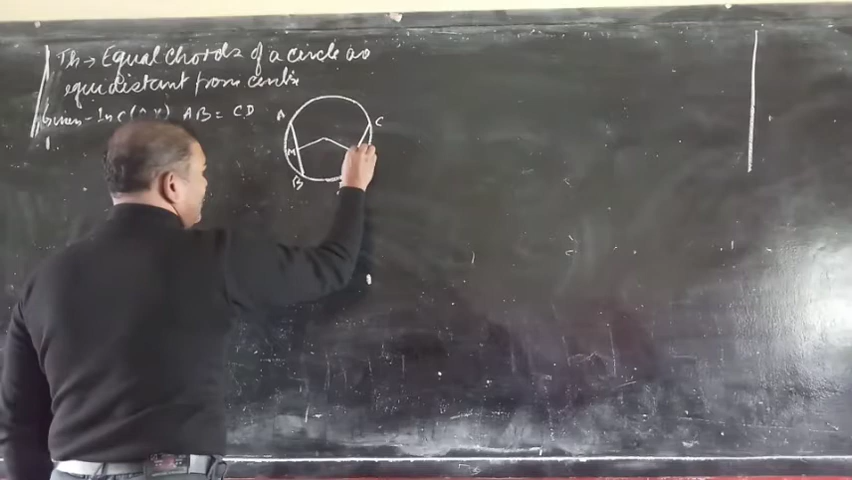 Th → Equal chords of a circle are
equidistant from centre
Given - In C(O, r) AB = CD
A
C
M
B